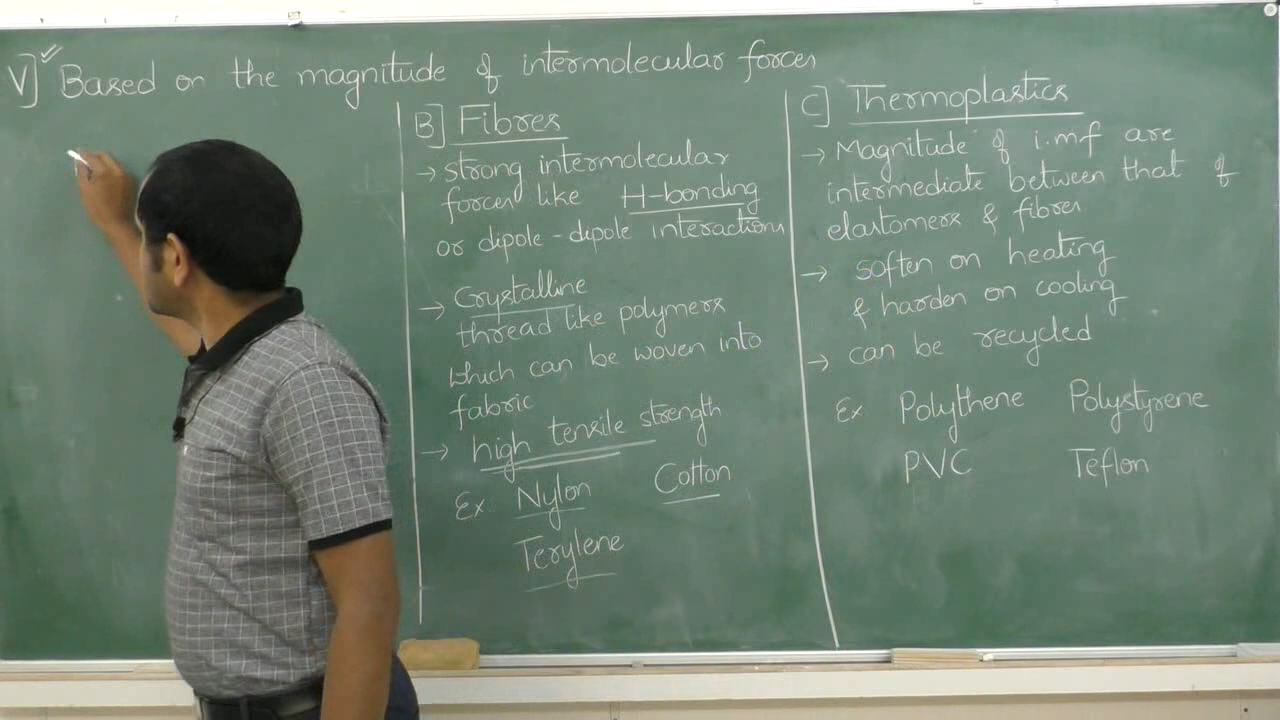 V] Based on the magnitude of intermolecular forces
B] Fibres
→ strong intermolecular
forces like H-bonding
or dipole-dipole interactions
→ Crystalline
thread like polymers
which can be woven into
fabric
→ high tensile strength
Ex Nylon Cotton
Terylene
C] Thermoplastics
→ Magnitude of i.m.f are
intermediate between that of
elastomers & fibres
→ soften on heating
& harden on cooling
→ can be recycled
Ex Polythene Polystyrene
PVC Teflon